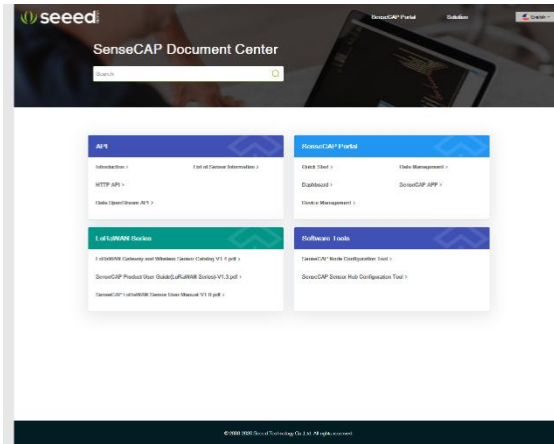 seeed
SenseCAP Portal
Solution
SenseCAP Document Center
Search
API
Introduction >
List of Sensor Information >
HTTP API >
Data OpenStream API >
SenseCAP Portal
Quick Start >
Data Management >
Dashboard >
SenseCAP APP >
Device Management >
LoRaWAN Series
LoRaWAN Gateway and Wireless Sensor Catalog V1.4.pdf >
SenseCAP Product User Guide(LoRaWAN Series)-V1.3.pdf >
SenseCAP LoRaWAN Sensor User Manual V1.0.pdf >
Software Tools
SenseCAP Node Configuration Tool >
SenseCAP Sensor Hub Configuration Tool >
Seeed Technology Co.,Ltd. All rights reserved